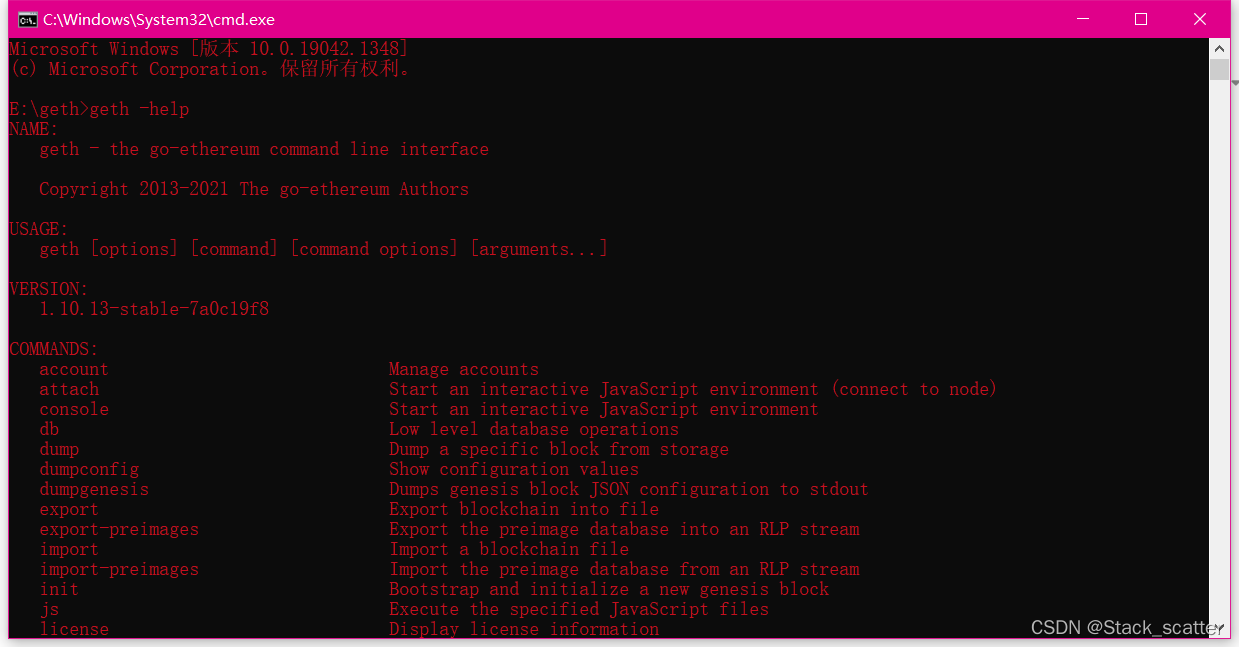 C:\Windows\System32\cmd.exe
Microsoft Windows [版本 10.0.19042.1348]
(c) Microsoft Corporation。保留所有权利。
E:\geth>geth -help
NAME:
geth - the go-ethereum command line interface
Copyright 2013-2021 The go-ethereum Authors
USAGE:
geth [options] [command] [command options] [arguments...]
VERSION:
1.10.13-stable-7a0c19f8
COMMANDS:
account Manage accounts
attach Start an interactive JavaScript environment (connect to node)
console Start an interactive JavaScript environment
db Low level database operations
dump Dump a specific block from storage
dumpconfig Show configuration values
dumpgenesis Dumps genesis block JSON configuration to stdout
export Export blockchain into file
export-preimages Export the preimage database into an RLP stream
import Import a blockchain file
import-preimages Import the preimage database from an RLP stream
init Bootstrap and initialize a new genesis block
js Execute the specified JavaScript files
license Display license information
CSDN @Stack_scatter